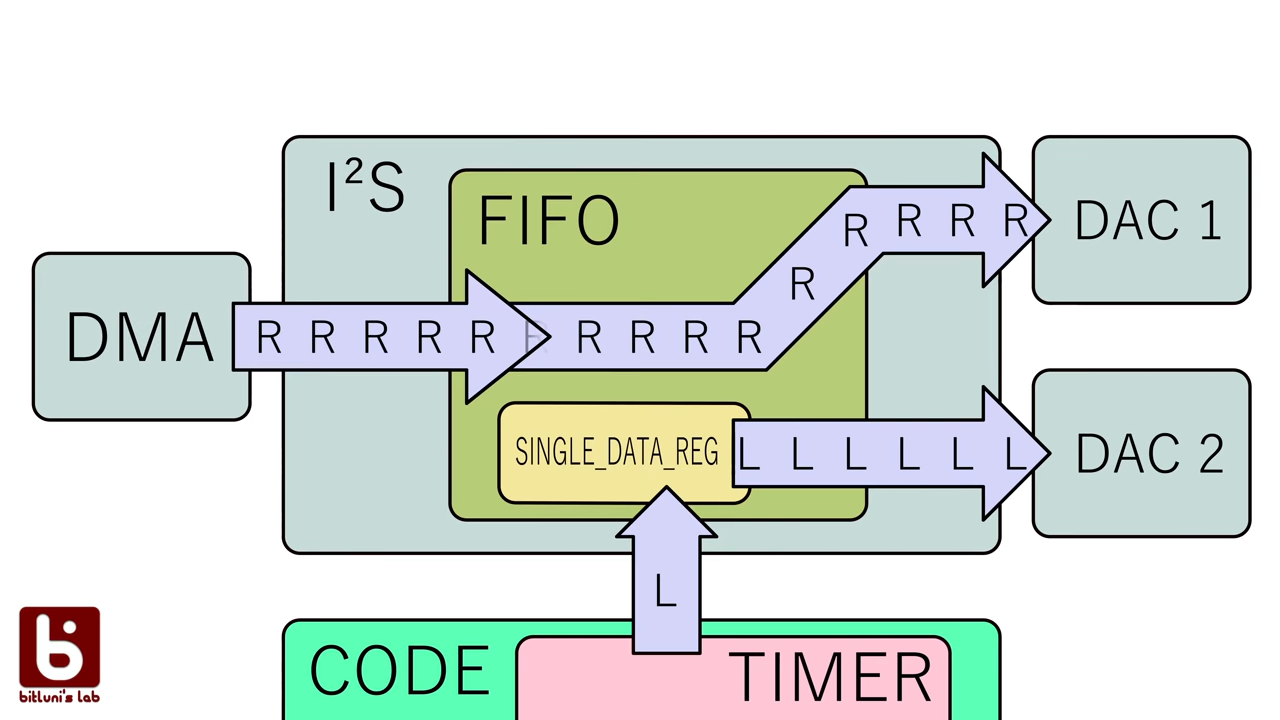 I²S
FIFO
DMA
R R R R R R R R R R
R
R R R R
DAC 1
SINGLE_DATA_REG
L L L L L L
DAC 2
L
CODE
TIMER
bitluni's lab